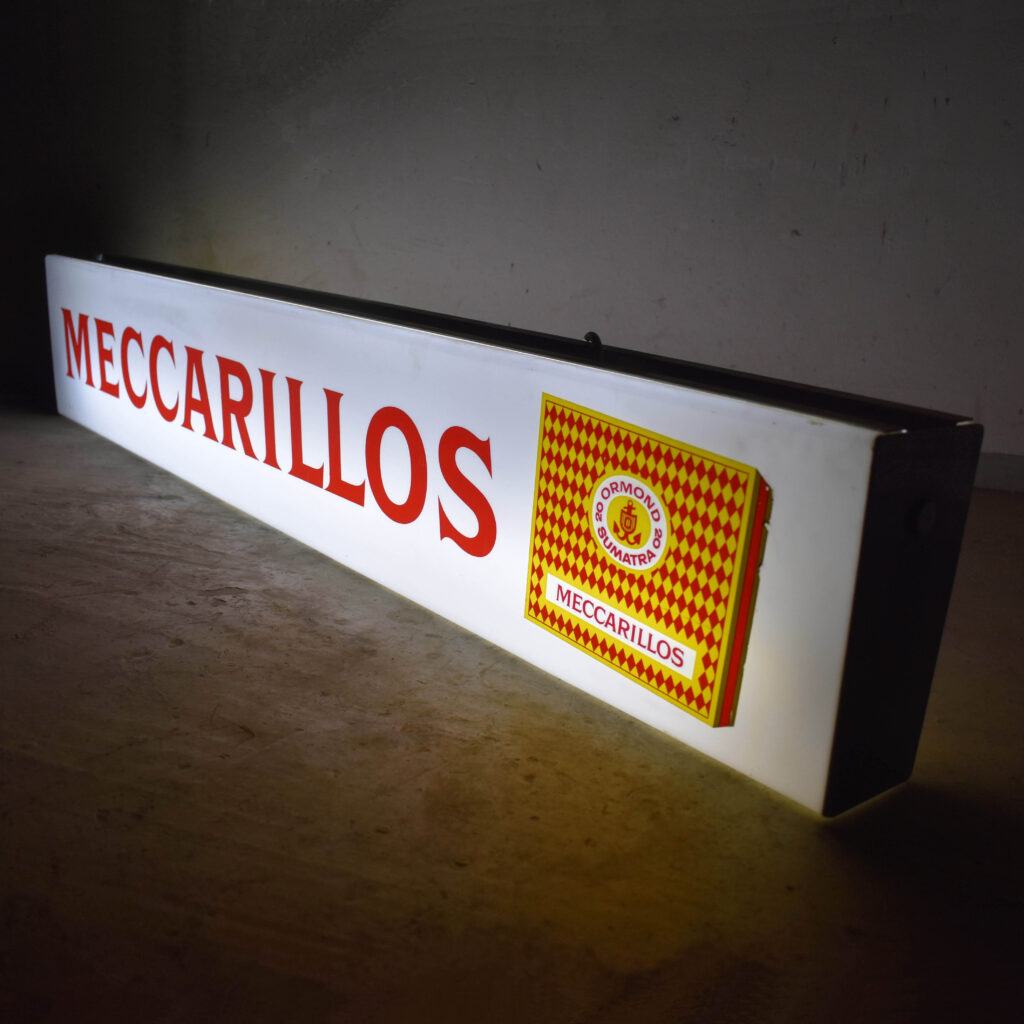 MECCARILLOS
ORMOND
20 20
SUMATRA
MECCARILLOS